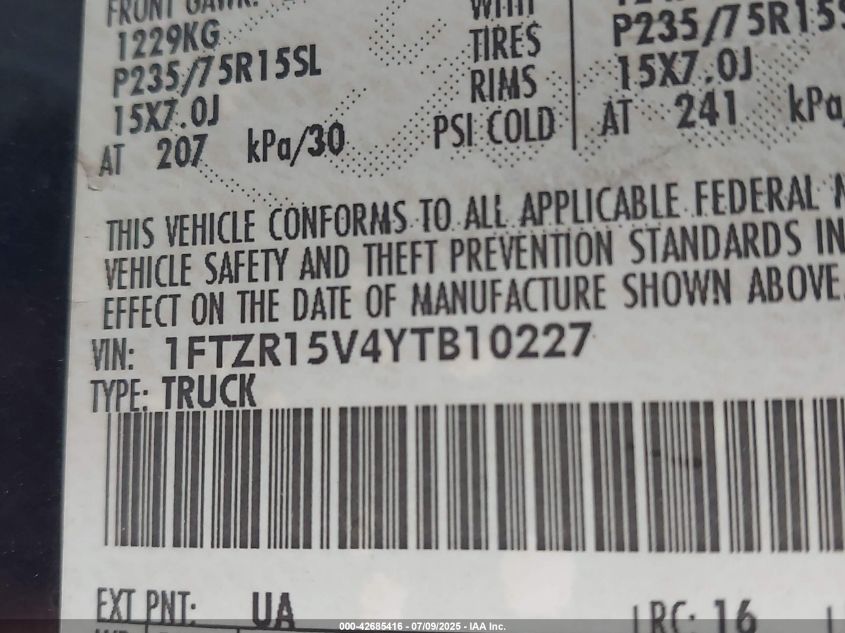 FRONT GAWR:
1229KG WITH
P235/75R15SL TIRES P235/75R15S
15X7.0J RIMS 15X7.0J
AT 207 kPa/30 PSI COLD AT 241 kPa
THIS VEHICLE CONFORMS TO ALL APPLICABLE FEDERAL
VEHICLE SAFETY AND THEFT PREVENTION STANDARDS IN
EFFECT ON THE DATE OF MANUFACTURE SHOWN ABOVE.
VIN: 1FTZR15V4YTB10227
TYPE: TRUCK
EXT PNT: UA RC: 16
000-42685416 - 07/09/2025 - IAA Inc.